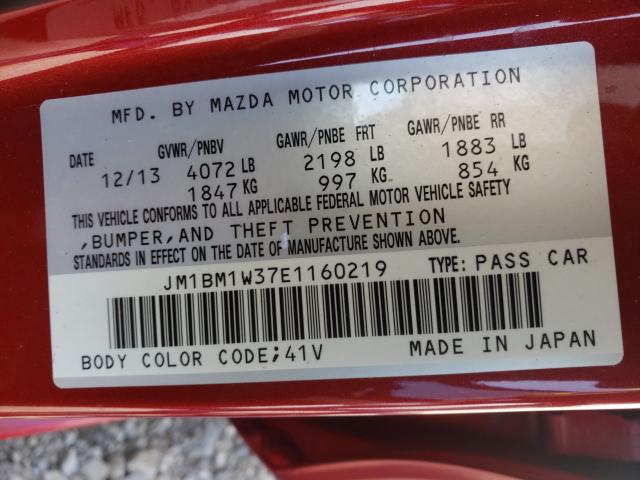 MFD. BY MAZDA MOTOR CORPORATION
DATE GVWR/PNBV GAWR/PNBE FRT GAWR/PNBE RR
12/13 4072 LB 2198 LB 1883 LB
1847 KG 997 KG 854 KG
THIS VEHICLE CONFORMS TO ALL APPLICABLE FEDERAL MOTOR VEHICLE SAFETY
,BUMPER,AND THEFT PREVENTION
STANDARDS IN EFFECT ON THE DATE OF MANUFACTURE SHOWN ABOVE.
JM1BM1W37E1160219 TYPE: PASS CAR
BODY COLOR CODE;41V MADE IN JAPAN